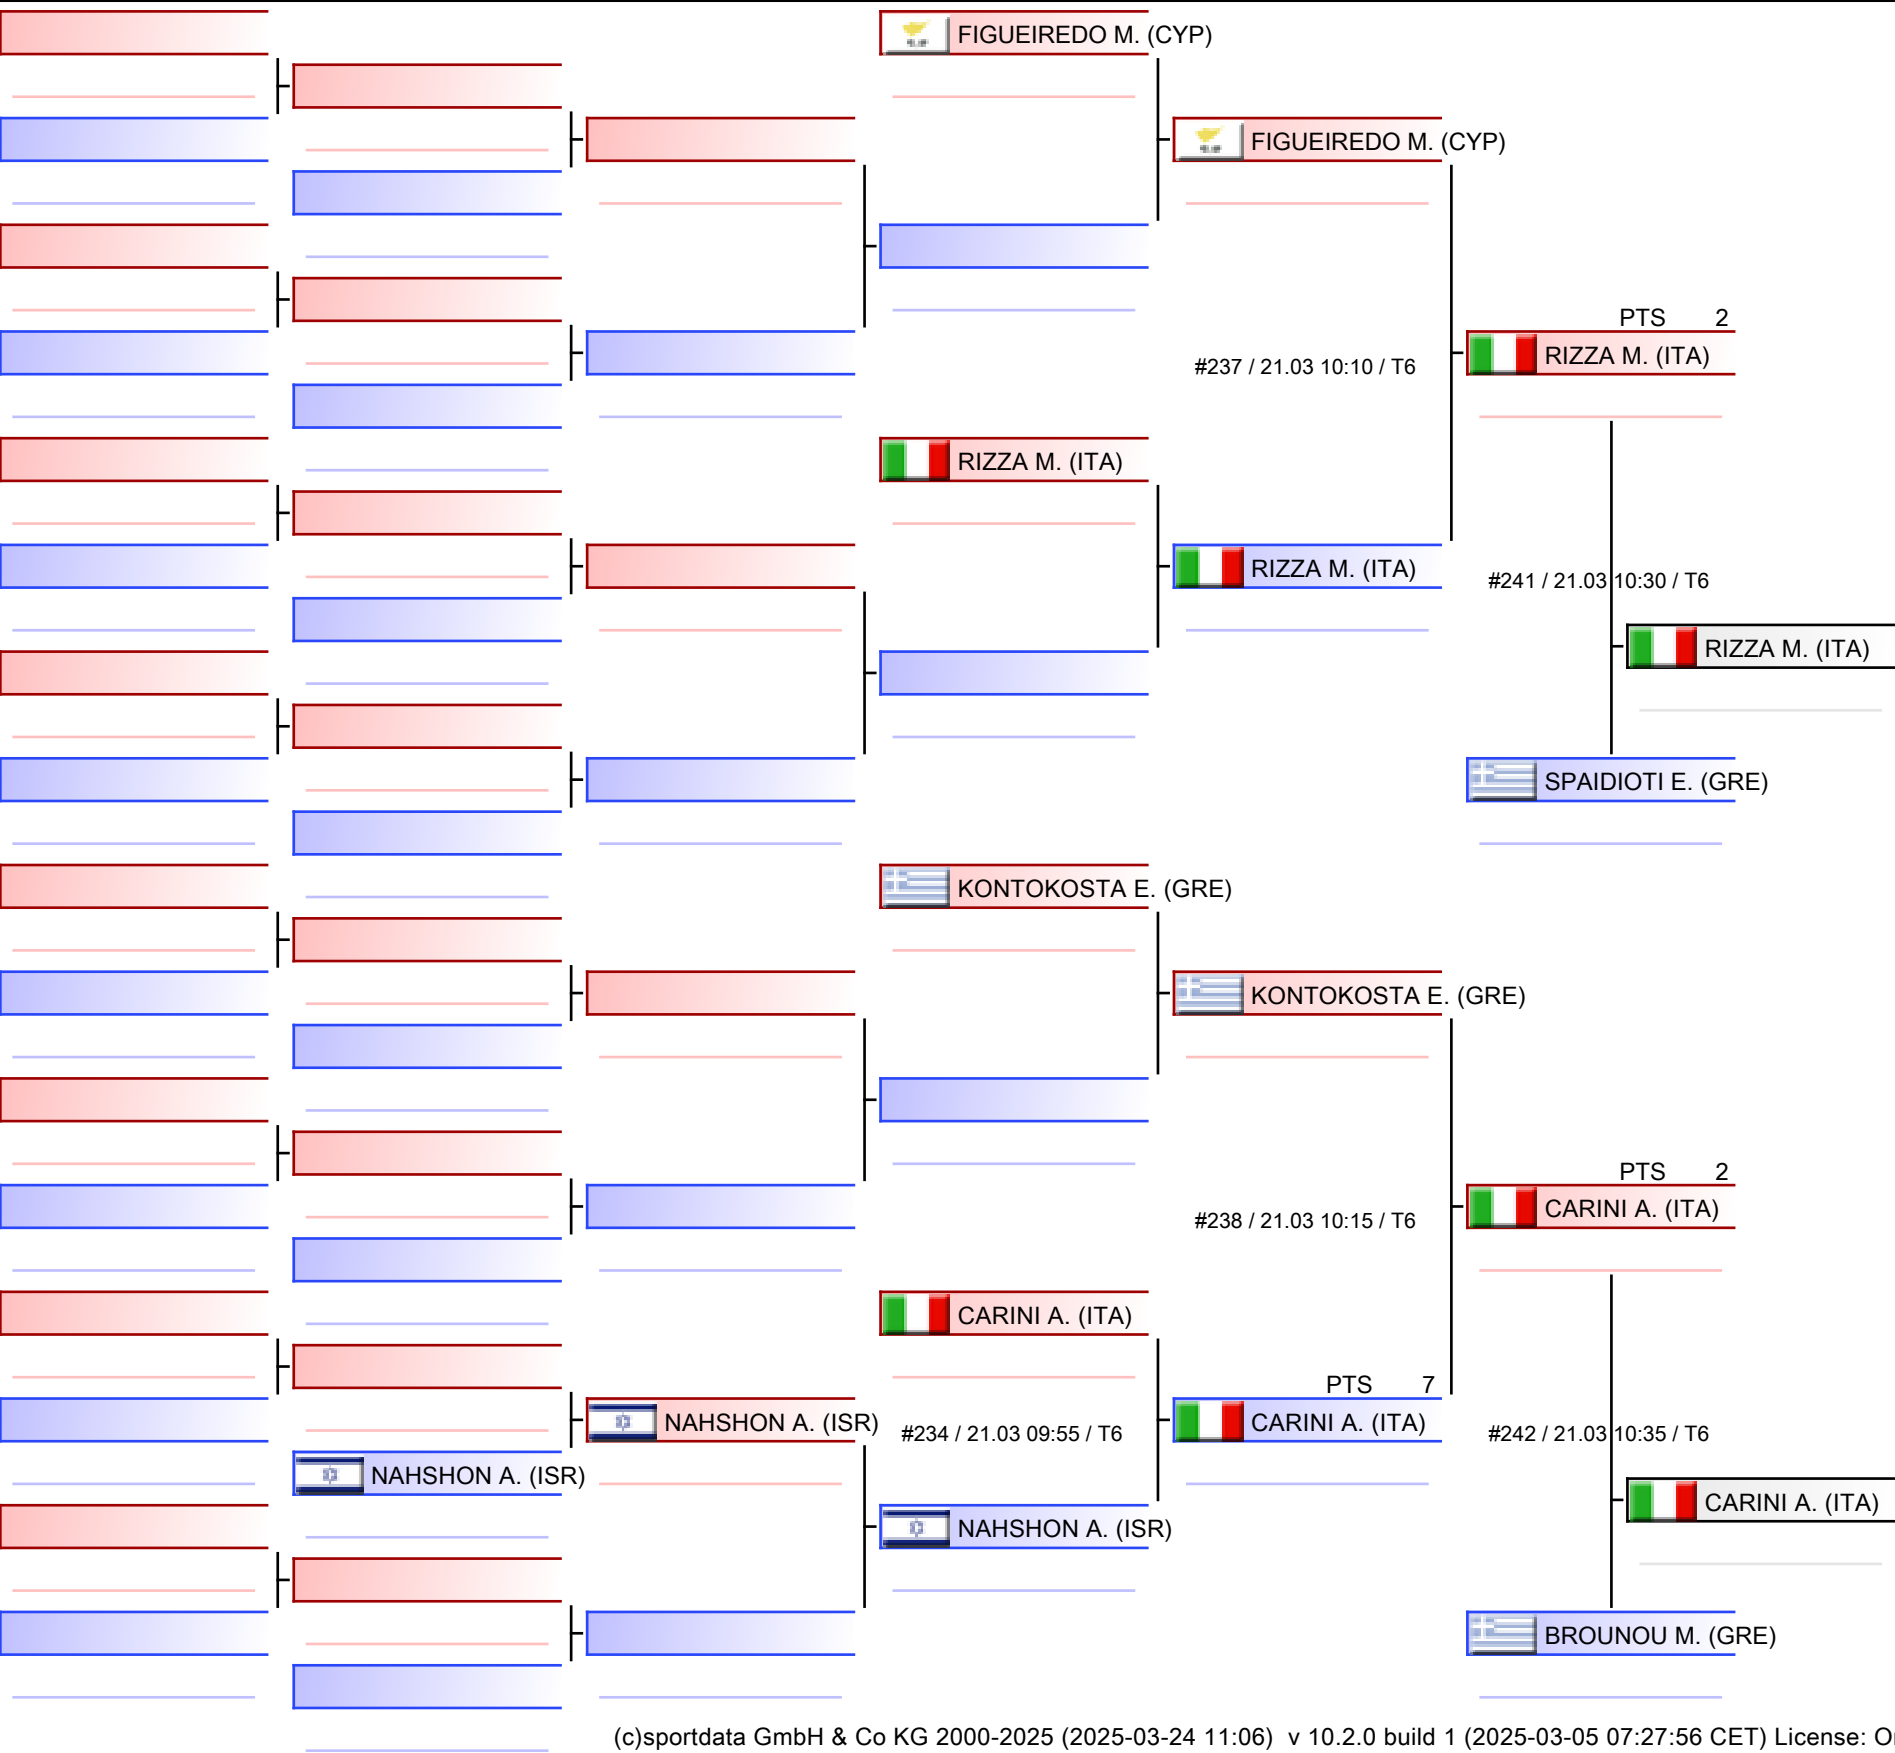 FIGUEIREDO M. (CYP)
FIGUEIREDO M. (CYP)
PTS 2
RIZZA M. (ITA)
#237 / 21.03 10:10 / T6
RIZZA M. (ITA)
RIZZA M. (ITA)
#241 / 21.03 10:30 / T6
RIZZA M. (ITA)
SPAIDIOTI E. (GRE)
KONTOKOSTA E. (GRE)
KONTOKOSTA E. (GRE)
PTS 2
CARINI A. (ITA)
#238 / 21.03 10:15 / T6
CARINI A. (ITA)
PTS 7
NAHSHON A. (ISR)
#234 / 21.03 09:55 / T6
CARINI A. (ITA)
#242 / 21.03 10:35 / T6
NAHSHON A. (ISR)
CARINI A. (ITA)
NAHSHON A. (ISR)
BROUNOU M. (GRE)
(c)sportdata GmbH & Co KG 2000-2025 (2025-03-24 11:06) v 10.2.0 build 1 (2025-03-05 07:27:56 CET) License: